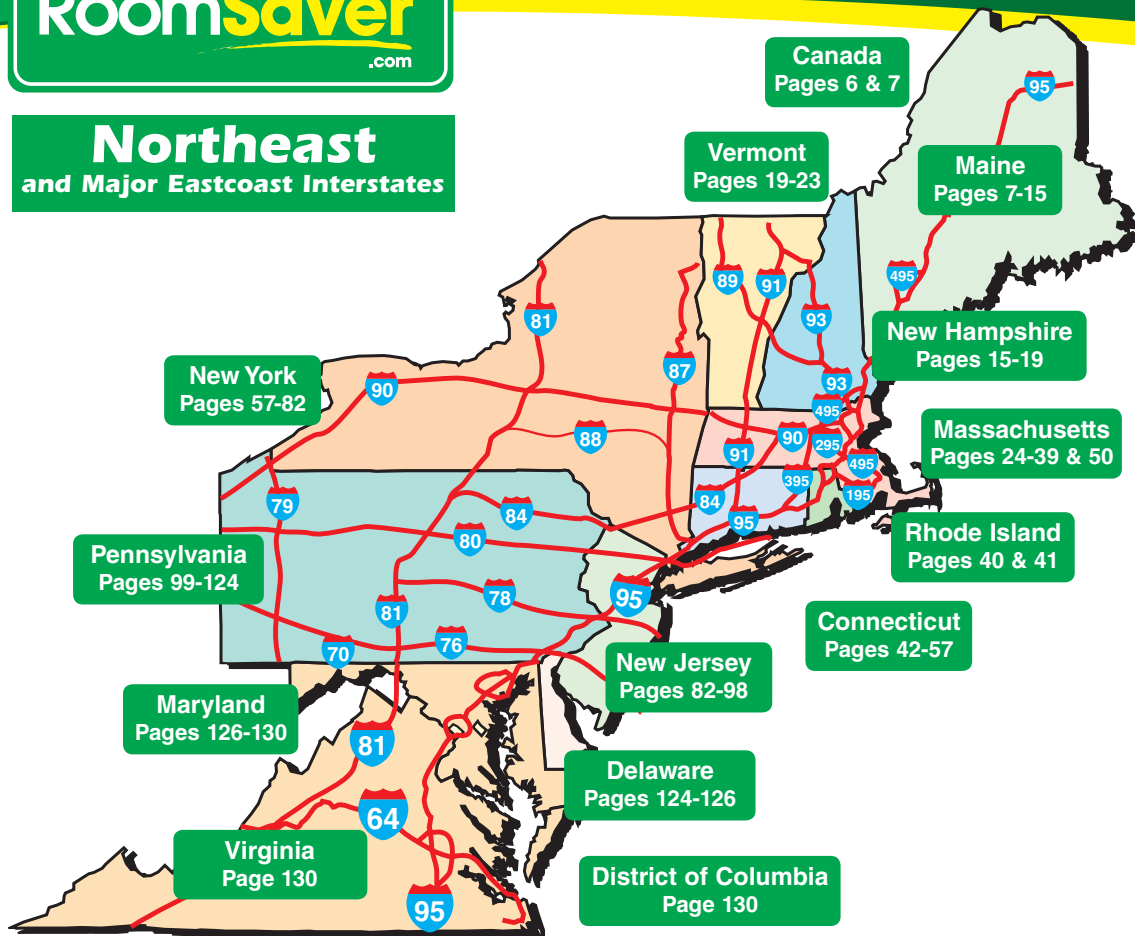 RoomSaver
.com
Northeast
and Major Eastcoast Interstates
Canada
Pages 6 & 7
95
Vermont
Pages 19-23
Maine
Pages 7-15
89
91
495
81
93
New Hampshire
Pages 15-19
87
New York
Pages 57-82
90
93
495
88
90
295
Massachusetts
Pages 24-39 & 50
91
495
395
195
79
84
84
95
80
Rhode Island
Pages 40 & 41
Pennsylvania
Pages 99-124
78
95
81
Connecticut
Pages 42-57
70
76
New Jersey
Pages 82-98
Maryland
Pages 126-130
81
Delaware
Pages 124-126
64
Virginia
Page 130
District of Columbia
Page 130
95